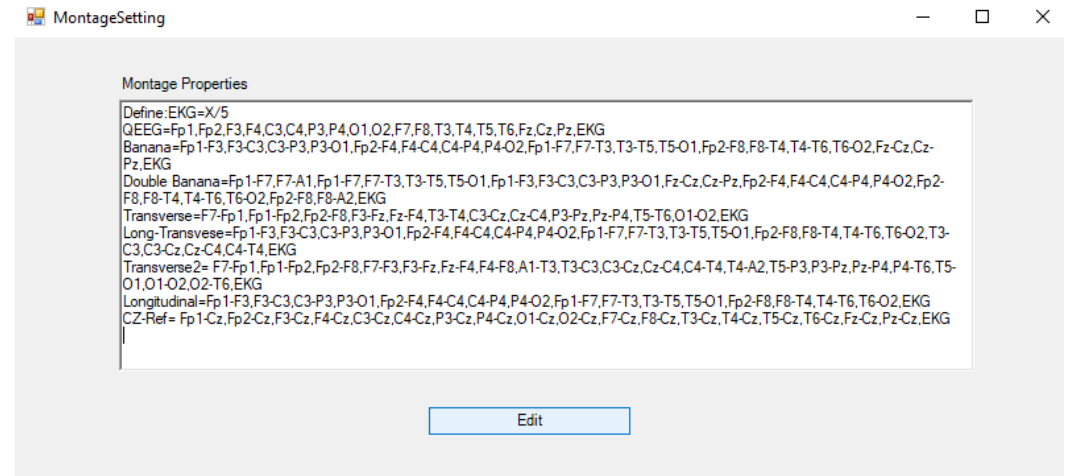 MontageSetting
Montage Properties
Define:EKG=X/5
QEEG=Fp1,Fp2,F3,F4,C3,C4,P3,P4,O1,O2,F7,F8,T3,T4,T5,T6,Fz,Cz,Pz,EKG
Banana=Fp1-F3,F3-C3,C3-P3,P3-O1,Fp2-F4,F4-C4,C4-P4,P4-O2,Fp1-F7,F7-T3,T3-T5,T5-O1,Fp2-F8,F8-T4,T4-T6,T6-O2,Fz-Cz,Cz-
Pz,EKG
Double Banana=Fp1-F7,F7-A1,Fp1-F7,F7-T3,T3-T5,T5-O1,Fp1-F3,F3-C3,C3-P3,P3-O1,Fz-Cz,Cz-Pz,Fp2-F4,F4-C4,C4-P4,P4-O2,Fp2-
F8,F8-T4,T4-T6,T6-O2,Fp2-F8,F8-A2,EKG
Transverse=F7-Fp1,Fp1-Fp2,Fp2-F8,F3-Fz,Fz-F4,T3-T4,C3-Cz,Cz-C4,P3-Pz,Pz-P4,T5-T6,O1-O2,EKG
Long-Transvese=Fp1-F3,F3-C3,C3-P3,P3-O1,Fp2-F4,F4-C4,C4-P4,P4-O2,Fp1-F7,F7-T3,T3-T5,T5-O1,Fp2-F8,F8-T4,T4-T6,T6-O2,T3-
C3,C3-Cz,Cz-C4,C4-T4,EKG
Transverse2= F7-Fp1,Fp1-Fp2,Fp2-F8,F7-F3,F3-Fz,Fz-F4,F4-F8,A1-T3,T3-C3,C3-Cz,Cz-C4,C4-T4,T4-A2,T5-P3,P3-Pz,Pz-P4,P4-T6,T5-
O1,O1-O2,O2-T6,EKG
Longitudinal=Fp1-F3,F3-C3,C3-P3,P3-O1,Fp2-F4,F4-C4,C4-P4,P4-O2,Fp1-F7,F7-T3,T3-T5,T5-O1,Fp2-F8,F8-T4,T4-T6,T6-O2,EKG
CZ-Ref= Fp1-Cz,Fp2-Cz,F3-Cz,F4-Cz,C3-Cz,C4-Cz,P3-Cz,P4-Cz,O1-Cz,O2-Cz,F7-Cz,F8-Cz,T3-Cz,T4-Cz,T5-Cz,T6-Cz,Fz-Cz,Pz-Cz,EKG
Edit